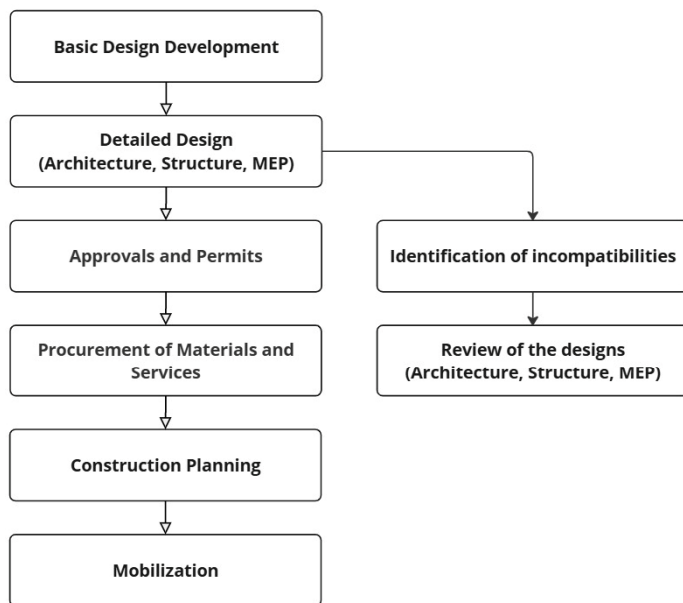 Basic Design Development
Detailed Design
(Architecture, Structure, MEP)
Approvals and Permits
Identification of incompatibilities
Procurement of Materials and
Services
Review of the designs
(Architecture, Structure, MEP)
Construction Planning
Mobilization